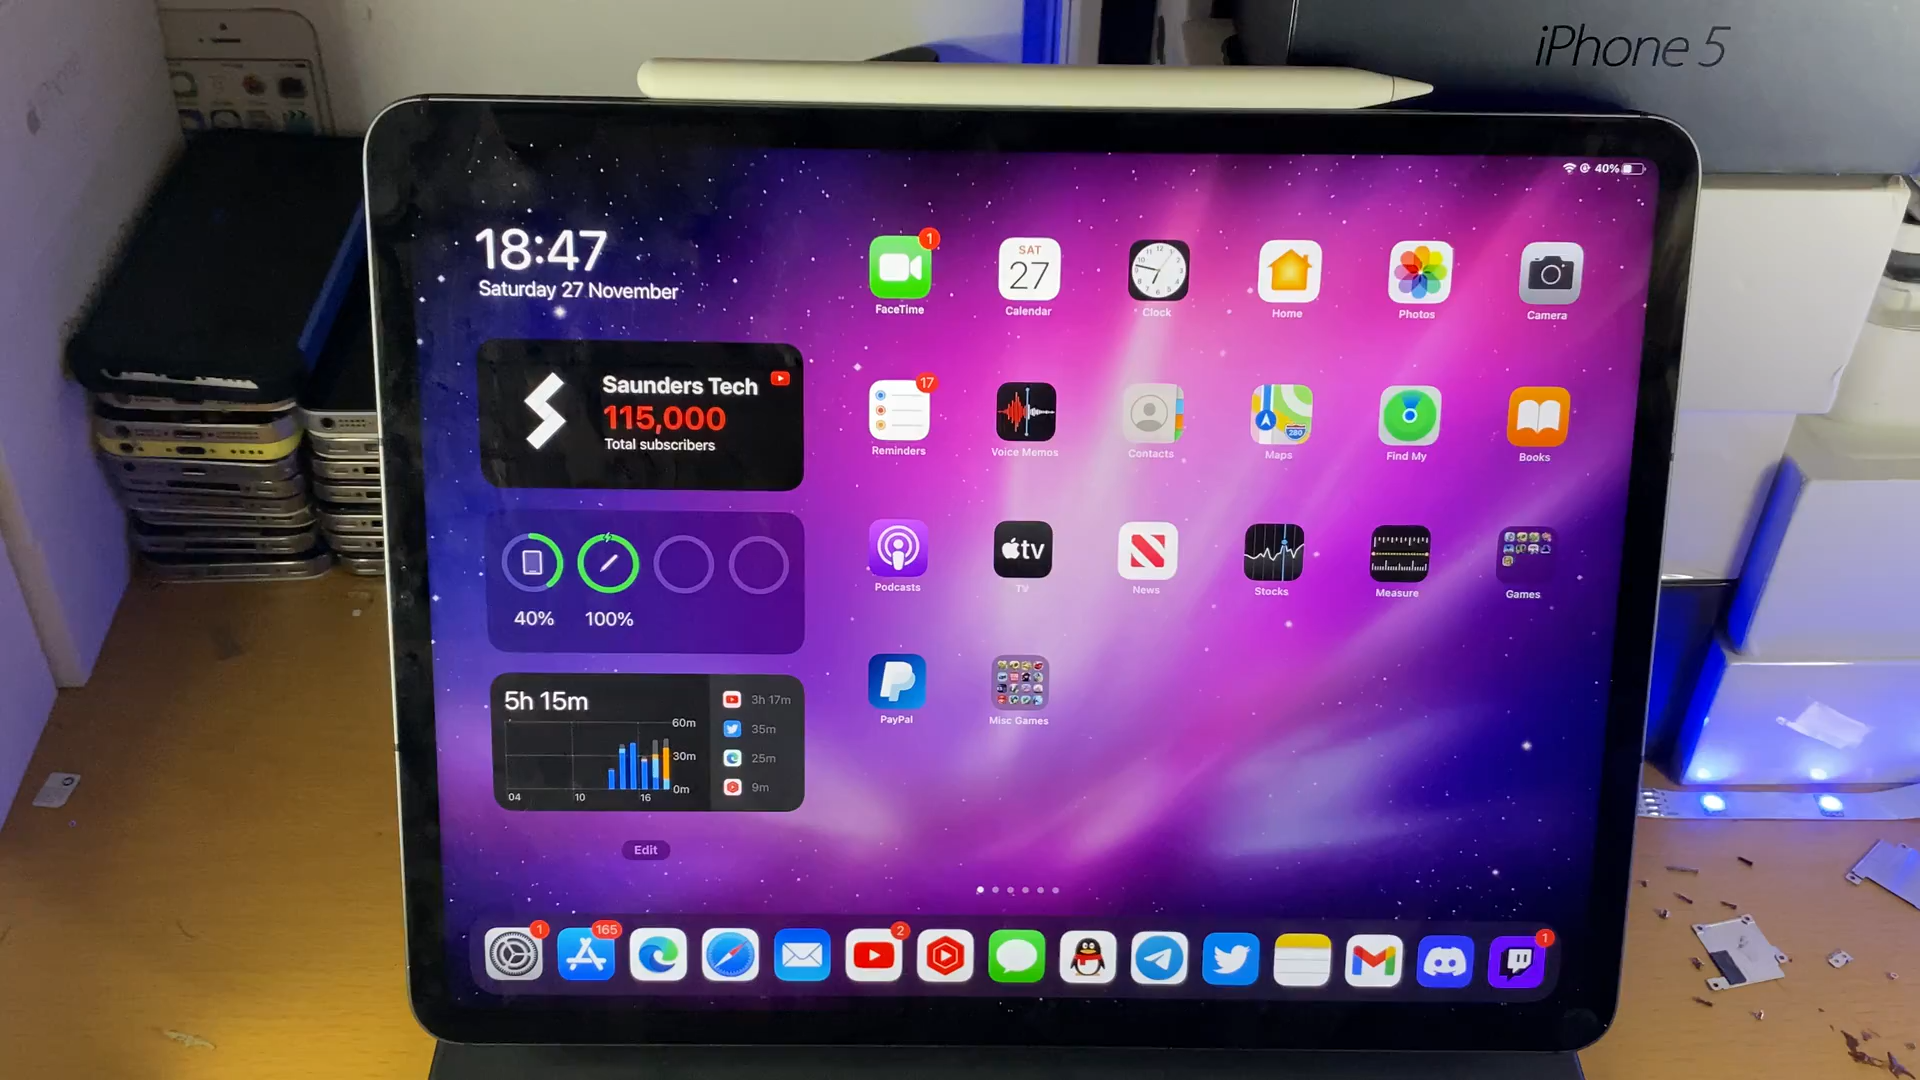 iPhone 5
40%
18:47
Saturday 27 November
1
FaceTime
SAT
27
Calendar
Clock
Home
Photos
Camera
Saunders Tech
115,000
Total subscribers
17
Reminders
Voice Memos
Contacts
280
Maps
Find My
Books
40%
100%
Podcasts
tv
TV
News
Stocks
Measure
Games
5h 15m
60m
30m
0m
04
10
16
3h 17m
35m
25m
9m
PayPal
Misc Games
Edit
1
165
2
1